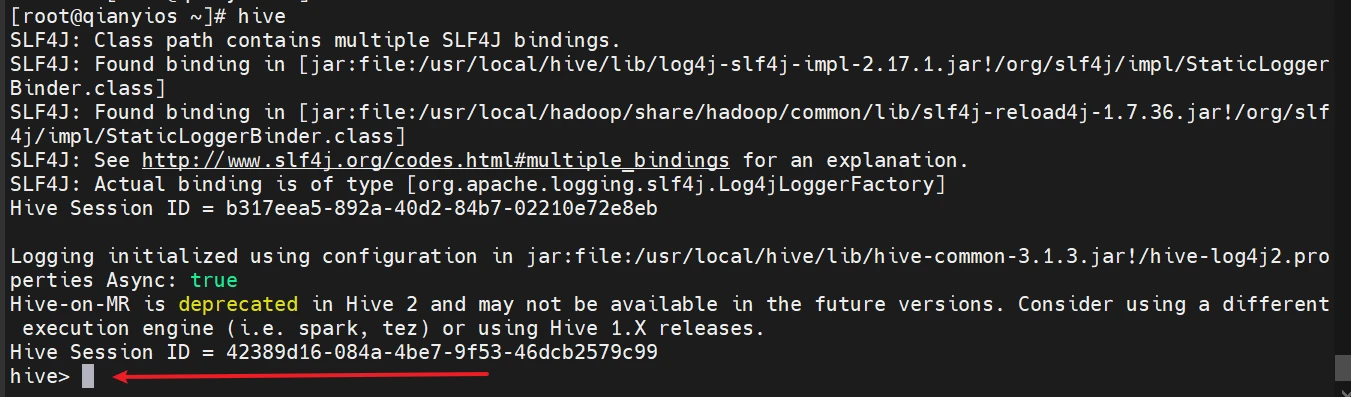 [root@qianyios ~]# hive
SLF4J: Class path contains multiple SLF4J bindings.
SLF4J: Found binding in [jar:file:/usr/local/hive/lib/log4j-slf4j-impl-2.17.1.jar!/org/slf4j/impl/StaticLogger
Binder.class]
SLF4J: Found binding in [jar:file:/usr/local/hadoop/share/hadoop/common/lib/slf4j-reload4j-1.7.36.jar!/org/slf
4j/impl/StaticLoggerBinder.class]
SLF4J: See http://www.slf4j.org/codes.html#multiple_bindings for an explanation.
SLF4J: Actual binding is of type [org.apache.logging.slf4j.Log4jLoggerFactory]
Hive Session ID = b317eea5-892a-40d2-84b7-02210e72e8eb
Logging initialized using configuration in jar:file:/usr/local/hive/lib/hive-common-3.1.3.jar!/hive-log4j2.pro
perties Async: true
Hive-on-MR is deprecated in Hive 2 and may not be available in the future versions. Consider using a different
 execution engine (i.e. spark, tez) or using Hive 1.X releases.
Hive Session ID = 42389d16-084a-4be7-9f53-46dcb2579c99
hive>